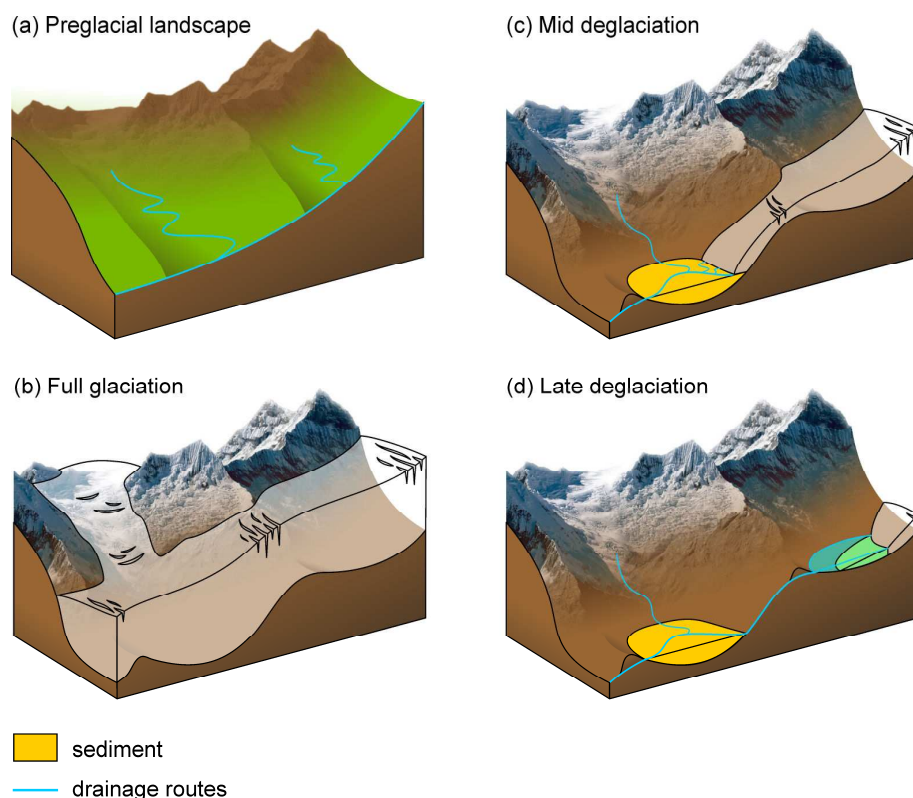 (a) Preglacial landscape
(c) Mid deglaciation
(b) Full glaciation
(d) Late deglaciation
sediment
drainage routes